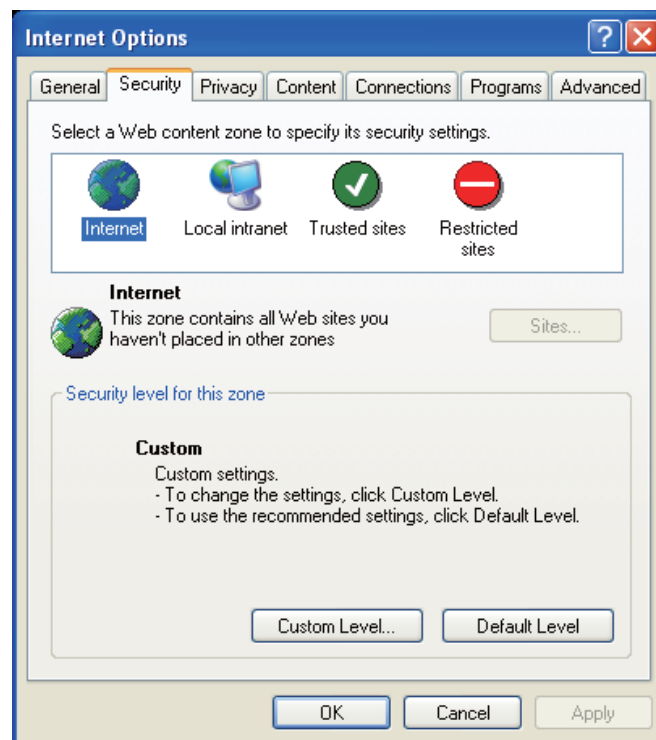 Internet Options
General Security Privacy Content Connections Programs Advanced
Select a Web content zone to specify its security settings.
Internet Local intranet Trusted sites Restricted
sites
Internet
This zone contains all Web sites you
haven't placed in other zones
Sites...
Security level for this zone
Custom
Custom settings.
- To change the settings, click Custom Level.
- To use the recommended settings, click Default Level.
Custom Level... Default Level
OK Cancel Apply